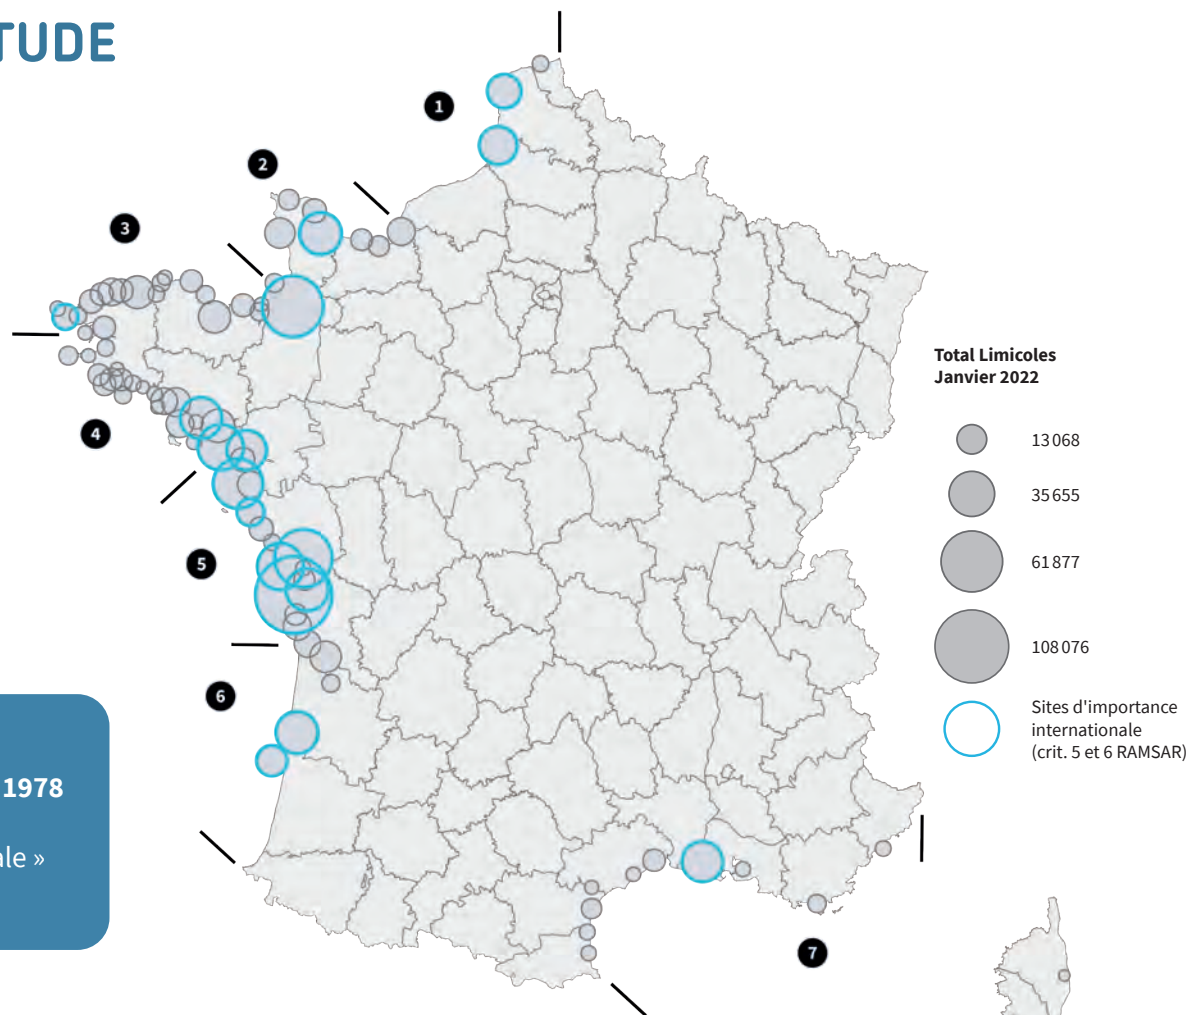 TUDE
1
2
3
4
5
6
7
1978
ale »
Total Limicoles
Janvier 2022
13 068
35 655
61 877
108 076
Sites d'importance
internationale
(crit. 5 et 6 RAMSAR)